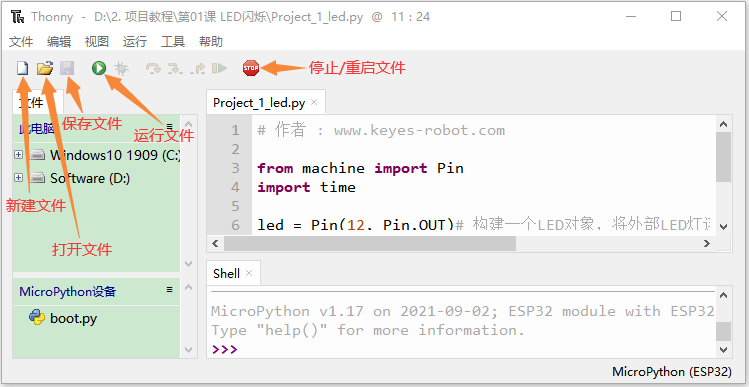 Thonny - D:\2. 项目教程\第01课 LED闪烁\Project_1_led.py @ 11 : 24
文件 编辑 视图 运行 工具 帮助
STOP
停止/重启文件
文件
保存文件
运行文件
此电脑
Windows10 1909 (C:)
Software (D:)
新建文件
打开文件
MicroPython设备
boot.py
Project_1_led.py
1 # 作者 : www.keyes-robot.com
2
3 from machine import Pin
4 import time
5
6 led = Pin(12, Pin.OUT)# 构建一个LED对象, 将外部LED灯
Shell
MicroPython v1.17 on 2021-09-02; ESP32 module with ESP32
Type "help()" for more information.
>>>
MicroPython (ESP32)